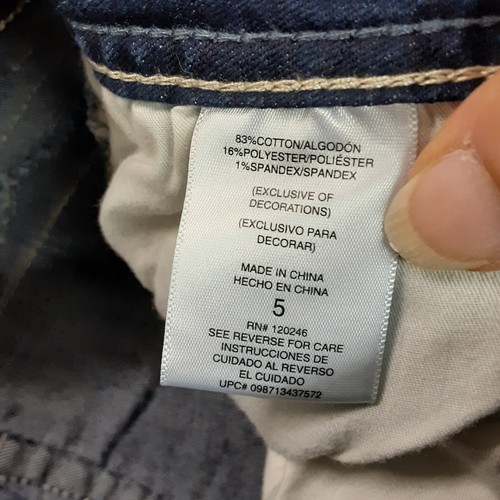 83%COTTON/ALGODÓN
16%POLYESTER/POLIÉSTER
1%SPANDEX/SPANDEX
(EXCLUSIVE OF
DECORATIONS)
(EXCLUSIVO PARA
DECORAR)
MADE IN CHINA
HECHO EN CHINA
5
RN# 120246
SEE REVERSE FOR CARE
INSTRUCCIONES DE
CUIDADO AL REVERSO
EL CUIDADO
UPC# 098713437572